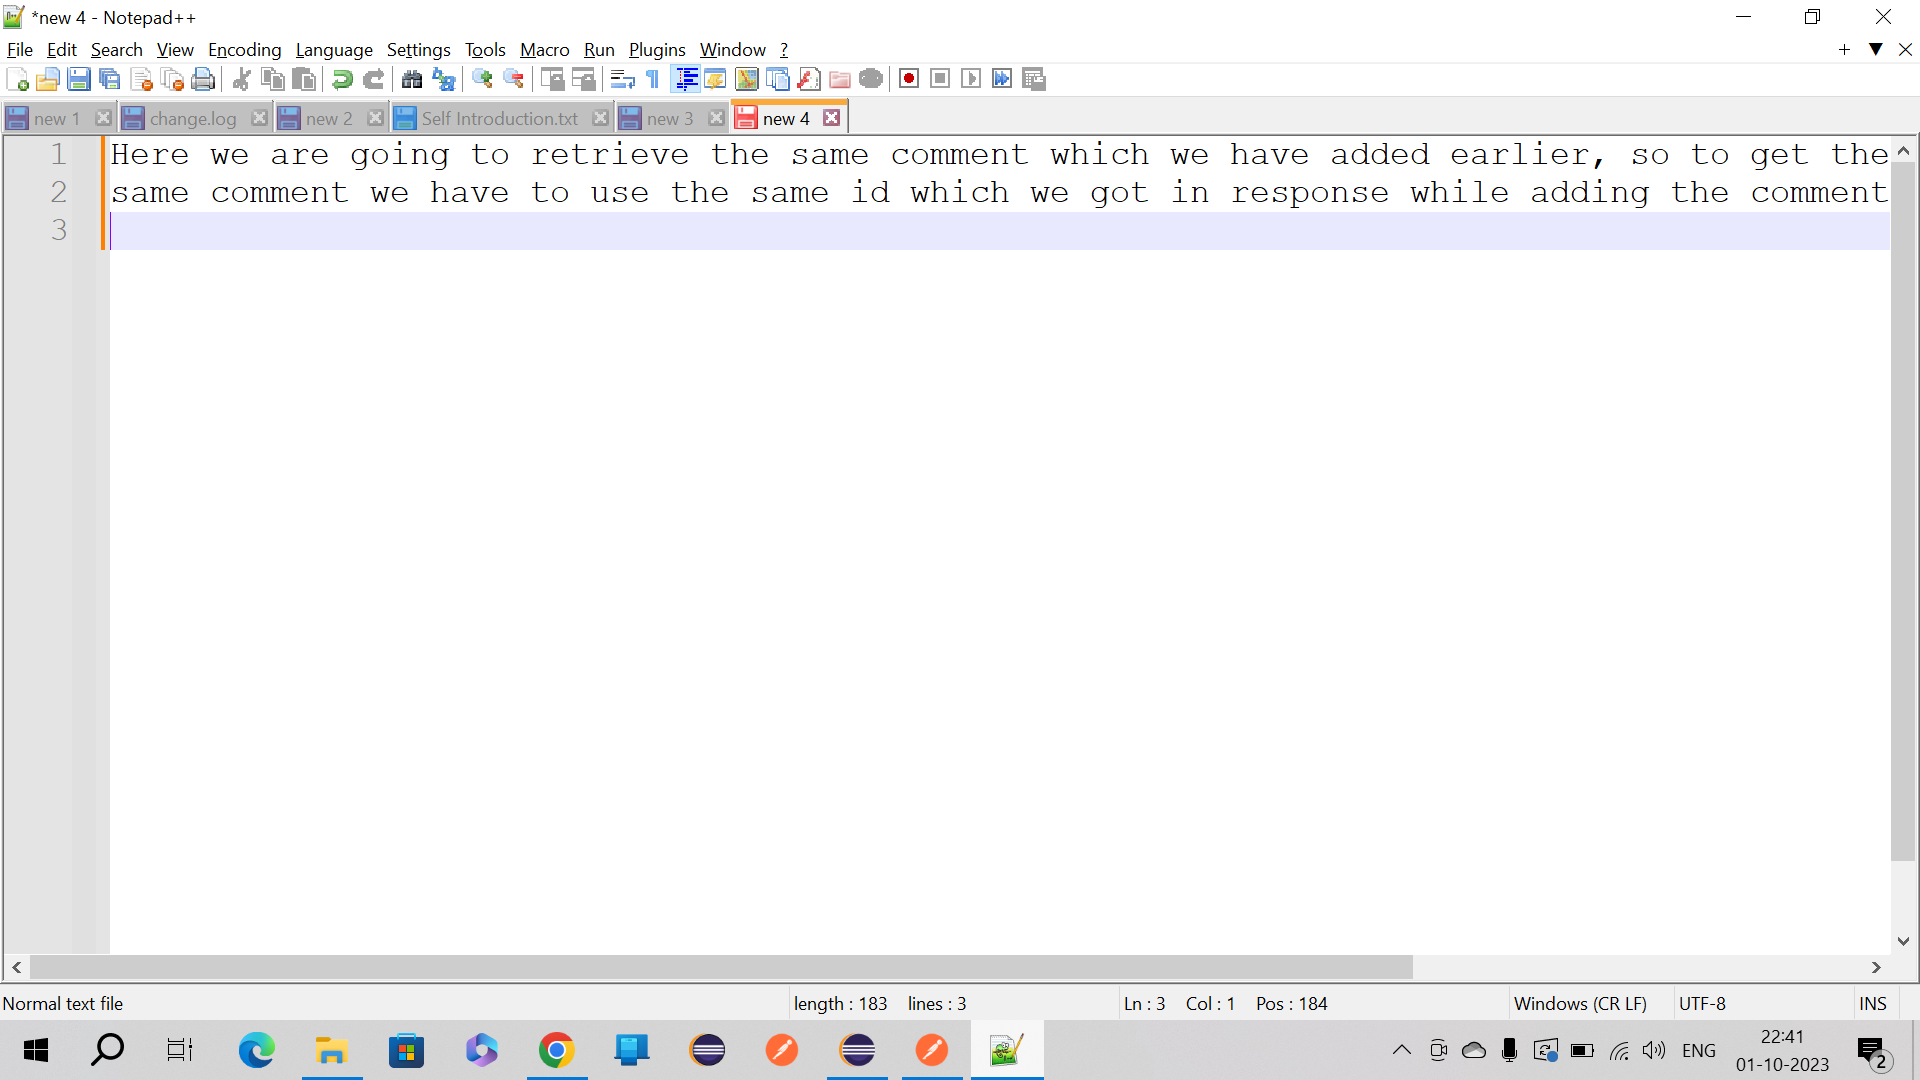 *new 4 - Notepad++
File Edit Search View Encoding Language Settings Tools Macro Run Plugins Window ?
new 1 change.log new 2 Self Introduction.txt new 3 new 4
1 Here we are going to retrieve the same comment which we have added earlier, so to get the
2 same comment we have to use the same id which we got in response while adding the comment
3
Normal text file length : 183 lines : 3 Ln : 3 Col : 1 Pos : 184 Windows (CR LF) UTF-8 INS
ENG 22:41
01-10-2023
2